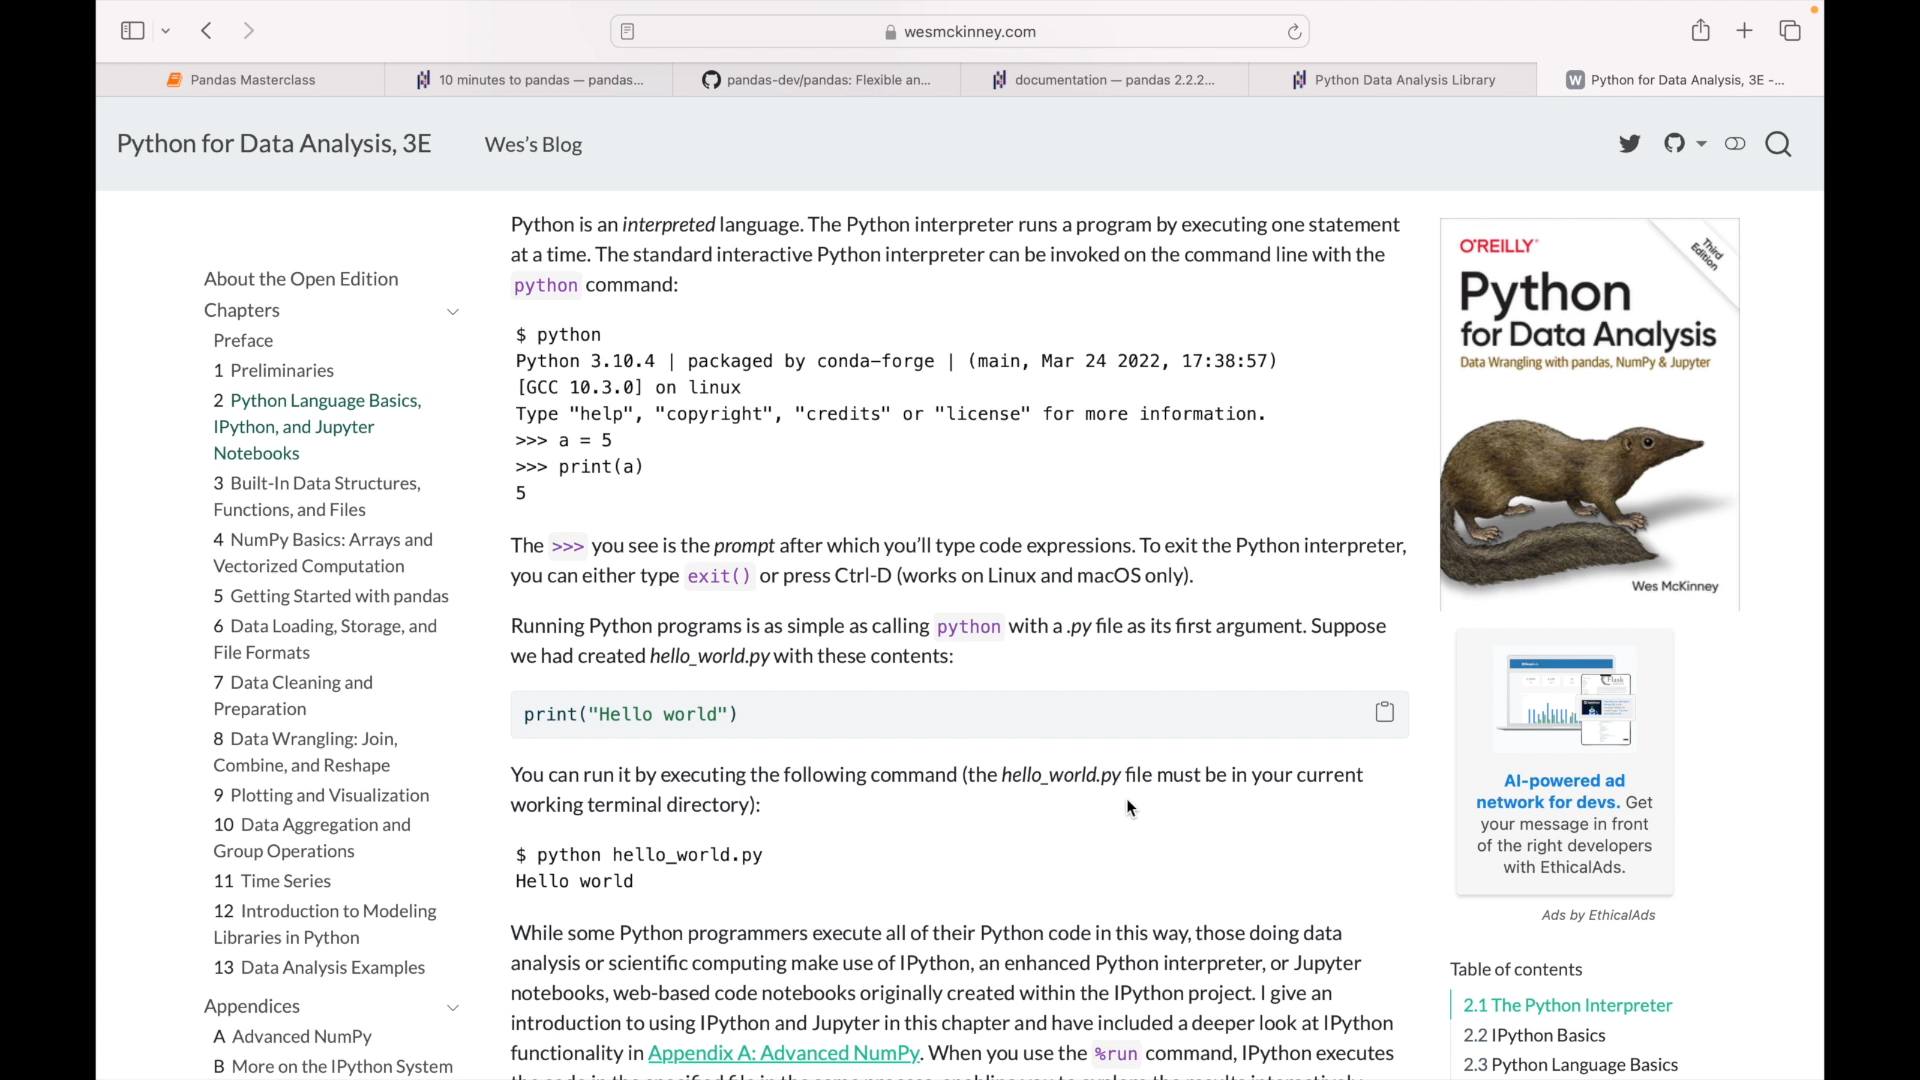 wesmckinney.com
Pandas Masterclass
10 minutes to pandas — pandas...
pandas-dev/pandas: Flexible an...
documentation — pandas 2.2.2...
Python Data Analysis Library
W Python for Data Analysis, 3E -...
Python for Data Analysis, 3E
Wes’s Blog
About the Open Edition
Chapters
Preface
1 Preliminaries
2 Python Language Basics,
IPython, and Jupyter
Notebooks
3 Built-In Data Structures,
Functions, and Files
4 NumPy Basics: Arrays and
Vectorized Computation
5 Getting Started with pandas
6 Data Loading, Storage, and
File Formats
7 Data Cleaning and
Preparation
8 Data Wrangling: Join,
Combine, and Reshape
9 Plotting and Visualization
10 Data Aggregation and
Group Operations
11 Time Series
12 Introduction to Modeling
Libraries in Python
13 Data Analysis Examples
Appendices
A Advanced NumPy
B More on the IPython System
Python is an interpreted language. The Python interpreter runs a program by executing one statement
at a time. The standard interactive Python interpreter can be invoked on the command line with the
python command:
$ python
Python 3.10.4 | packaged by conda-forge | (main, Mar 24 2022, 17:38:57)
[GCC 10.3.0] on linux
Type "help", "copyright", "credits" or "license" for more information.
>>> a = 5
>>> print(a)
5
The >>> you see is the prompt after which you’ll type code expressions. To exit the Python interpreter,
you can either type exit() or press Ctrl-D (works on Linux and macOS only).
Running Python programs is as simple as calling python with a .py file as its first argument. Suppose
we had created hello_world.py with these contents:
print("Hello world")
You can run it by executing the following command (the hello_world.py file must be in your current
working terminal directory):
$ python hello_world.py
Hello world
While some Python programmers execute all of their Python code in this way, those doing data
analysis or scientific computing make use of IPython, an enhanced Python interpreter, or Jupyter
notebooks, web-based code notebooks originally created within the IPython project. I give an
introduction to using IPython and Jupyter in this chapter and have included a deeper look at IPython
functionality in Appendix A: Advanced NumPy. When you use the %run command, IPython executes
O'REILLY
Third
Edition
Python
for Data Analysis
Data Wrangling with pandas, NumPy & Jupyter
Wes McKinney
AI-powered ad
network for devs. Get
your message in front
of the right developers
with EthicalAds.
Ads by EthicalAds
Table of contents
2.1 The Python Interpreter
2.2 IPython Basics
2.3 Python Language Basics